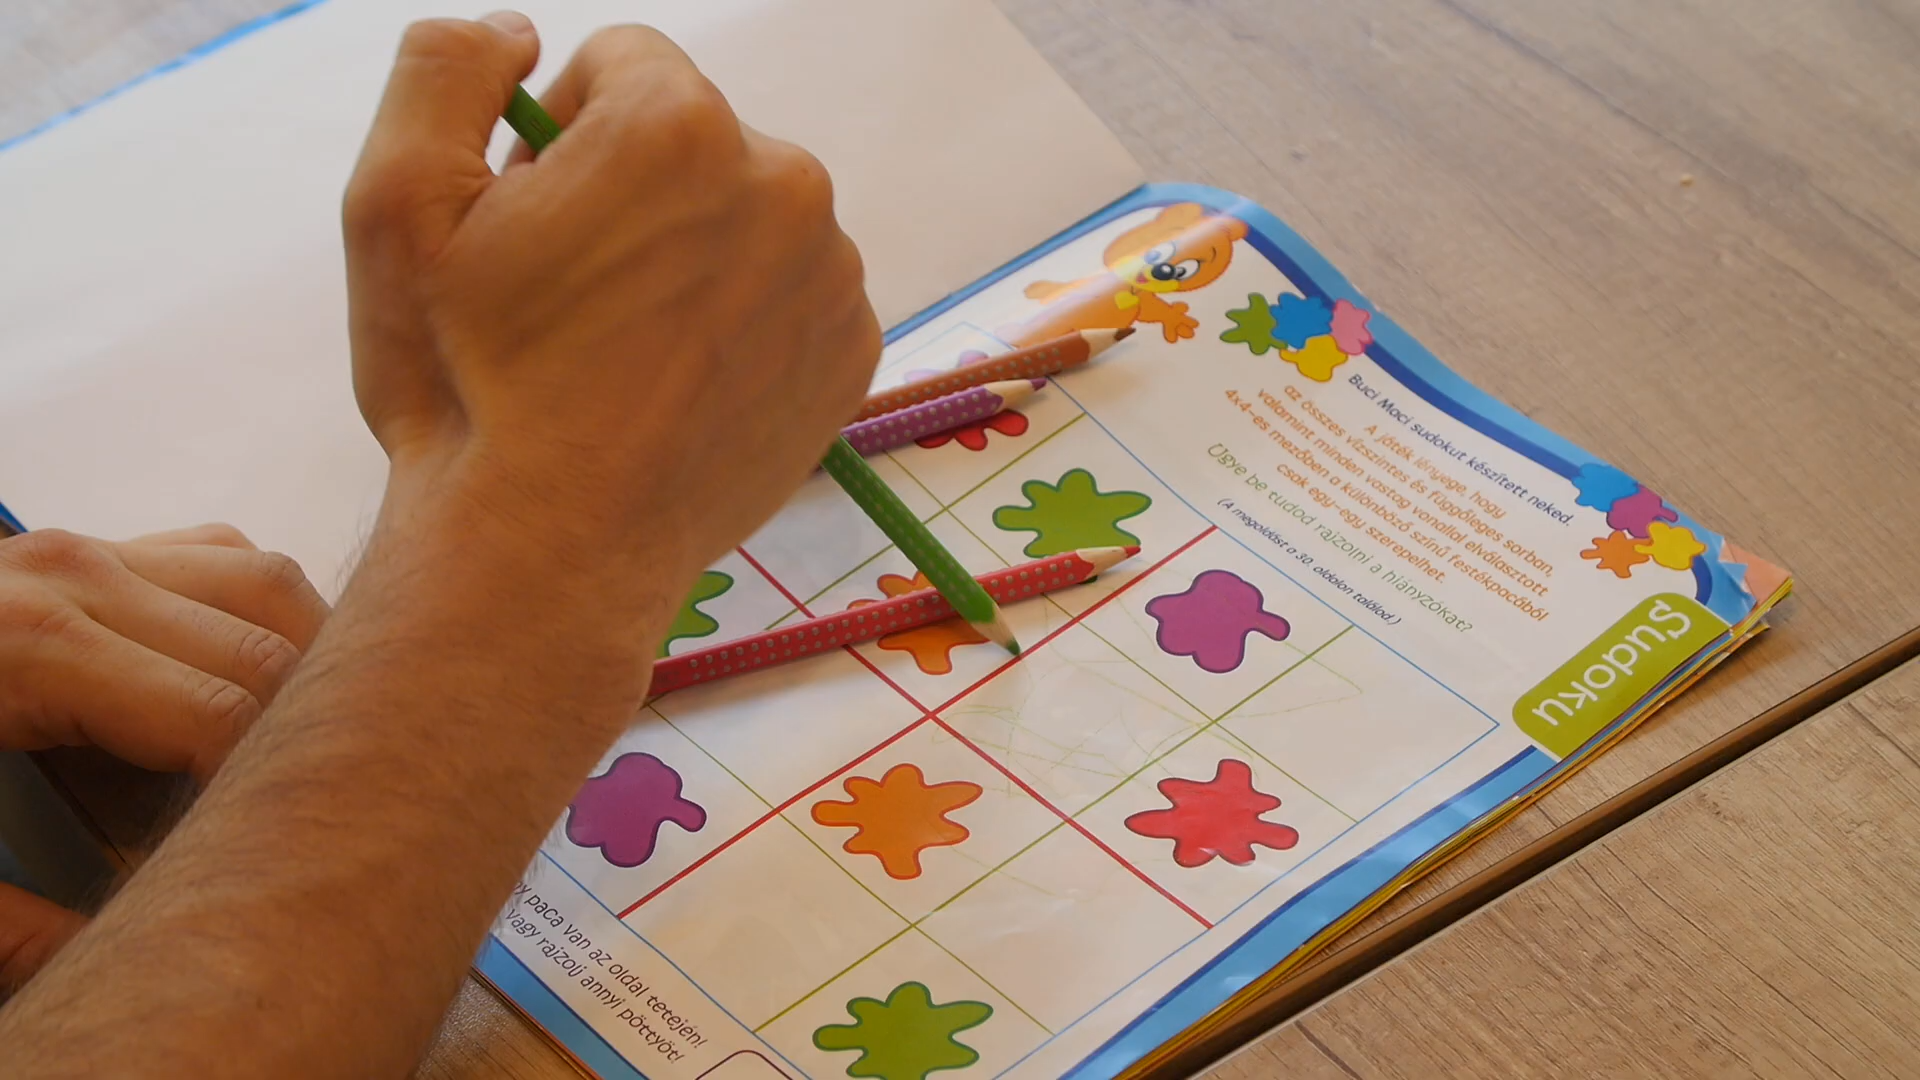 Sudoku
Buci Maci sudokut készített neked.
A játék lényege, hogy
az összes vízszintes és függőleges sorban,
valamint minden vastag vonallal elválasztott
4x4-es mezőben a különböző színű festékpacából
csak egy-egy szerepelhet.
Ügye be tudod rajzolni a hiányzókat?
(A megoldást a 30. oldalon találod.)
paca van az oldal tetején!
vagy rajzolj annyi pöttyöt!